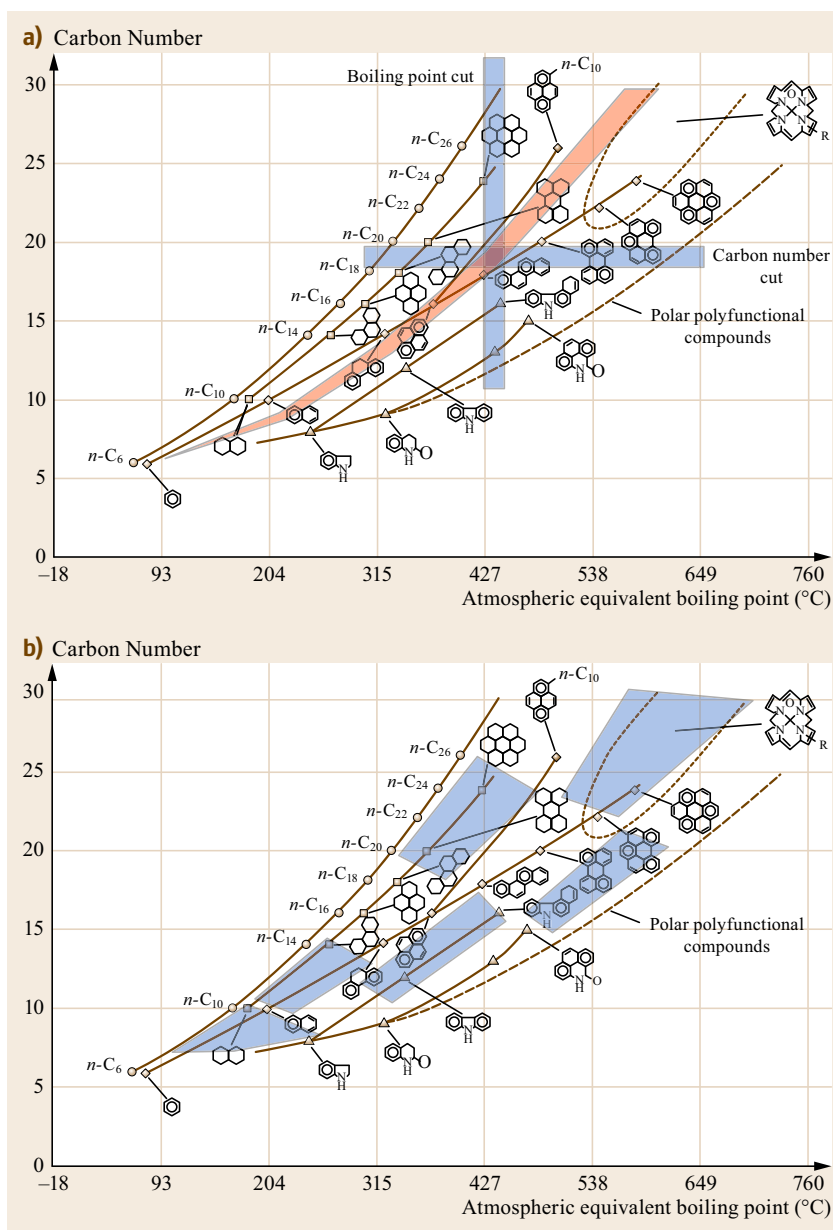 a) Carbon Number
30
25
20
15
10
5
0
–18
93
204
315
427
538
649
760
Atmospheric equivalent boiling point (°C)
Boiling point cut
n-C10
n-C26
n-C24
n-C22
n-C20
n-C18
n-C16
n-C14
n-C10
n-C6
Carbon number
cut
Polar polyfunctional
compounds
O
N
N
N
N
R
N
H
N
H
O
N
H
N
H
N
H
O
b) Carbon Number
30
25
20
15
10
5
0
–18
93
204
315
427
538
649
760
Atmospheric equivalent boiling point (°C)
n-C10
n-C26
n-C24
n-C22
n-C20
n-C18
n-C16
n-C14
n-C10
n-C6
Polar polyfunctional
compounds
O
N
N
N
N
R
N
H
N
H
O
N
H
N
H
N
H
O